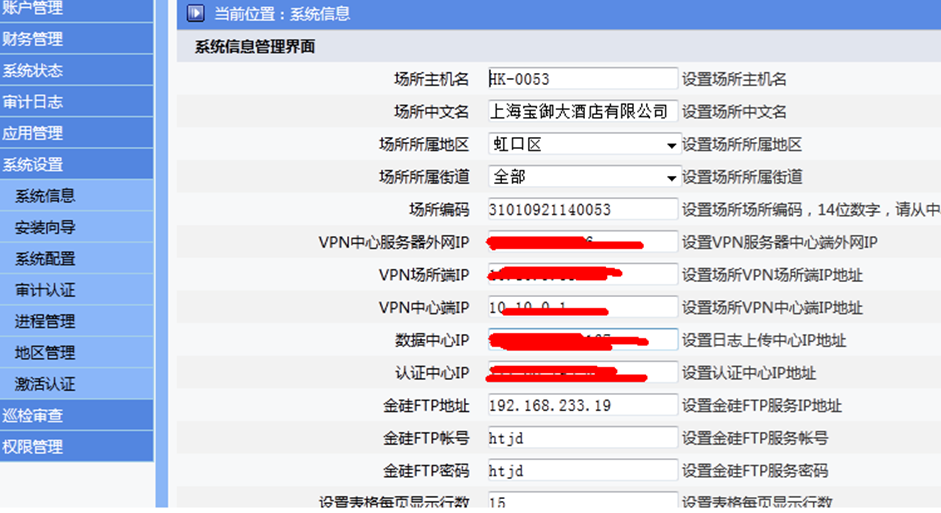 账户管理
财务管理
系统状态
审计日志
应用管理
系统设置
系统信息
安装向导
系统配置
审计认证
进程管理
地区管理
激活认证
巡检审查
权限管理
当前位置：系统信息
系统信息管理界面
场所主机名 HK-0053 设置场所主机名
场所中文名 上海宝御大酒店有限公司 设置场所中文名
场所所属地区 虹口区 设置场所所属地区
场所所属街道 全部 设置场所所属街道
场所编码 31010921140053 设置场所场所编码，14位数字，请从中
VPN中心服务器外网IP 设置VPN服务器中心端外网IP
VPN场所端IP 设置场所VPN场所端IP地址
VPN中心端IP 10.10.0.1 设置场所VPN中心端IP地址
数据中心IP 设置日志上传中心IP地址
认证中心IP 设置认证中心IP地址
金硅FTP地址 192.168.233.19 设置金硅FTP服务IP地址
金硅FTP帐号 htjd 设置金硅FTP服务帐号
金硅FTP密码 htjd 设置金硅FTP服务密码
设置表格每页显示行数 15 设置表格每页显示行数